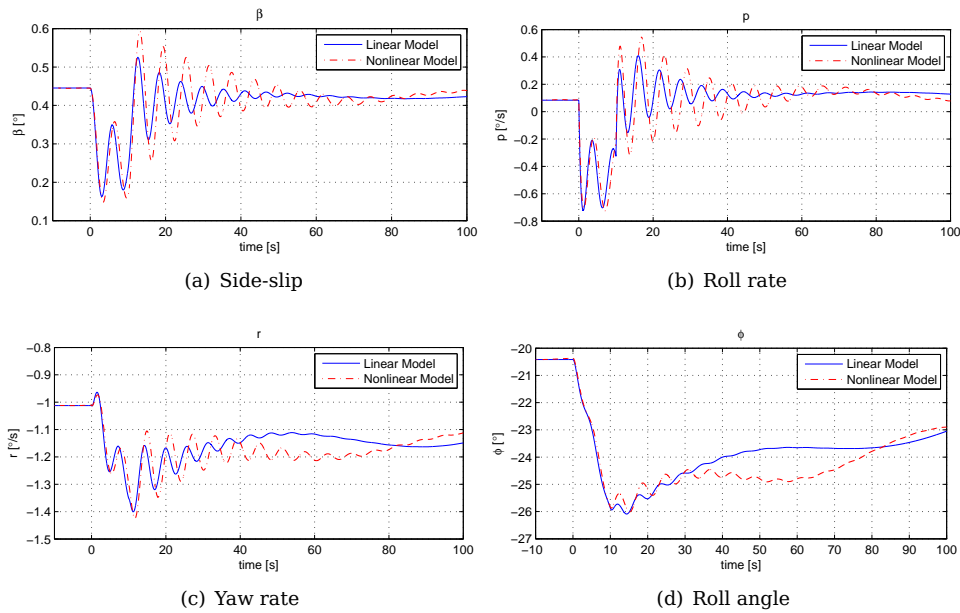 β
0.6
0.5
0.4
0.3
0.2
0.1
β [°]
Linear Model
Nonlinear Model
0 20 40 60 80 100
time [s]
(a) Side-slip
p
0.6
0.4
0.2
0
−0.2
−0.4
−0.6
−0.8
p [°/s]
Linear Model
Nonlinear Model
0 20 40 60 80 100
time [s]
(b) Roll rate
r
−0.8
−0.9
−1
−1.1
−1.2
−1.3
−1.4
−1.5
r [°/s]
Linear Model
Nonlinear Model
0 20 40 60 80 100
time [s]
(c) Yaw rate
ϕ
−20
−21
−22
−23
−24
−25
−26
−27
ϕ [°]
Linear Model
Nonlinear Model
−10 0 10 20 30 40 50 60 70 80 90 100
time [s]
(d) Roll angle